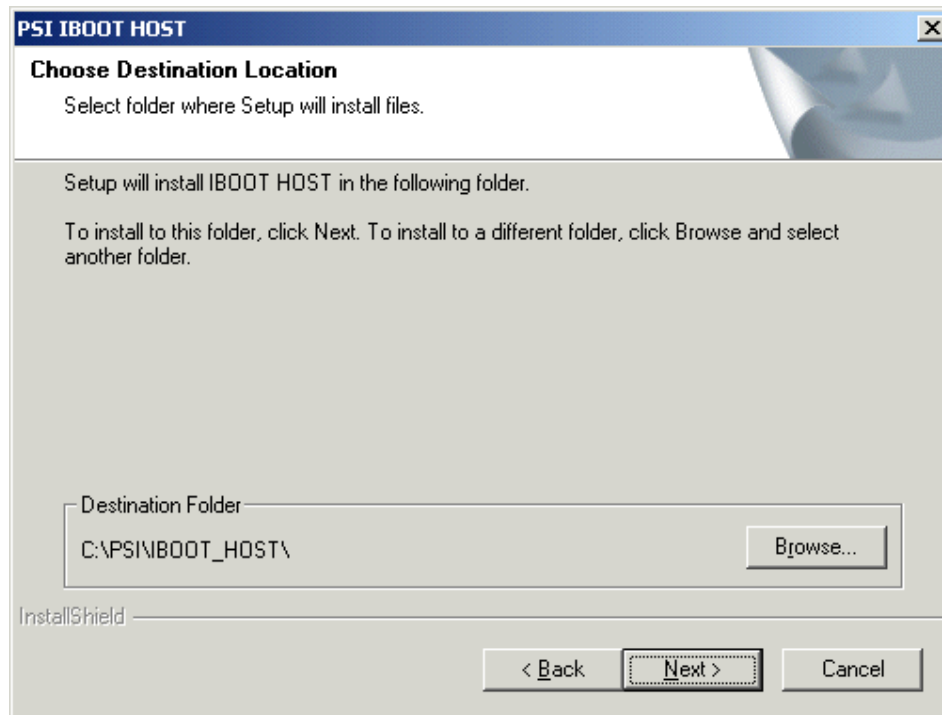 PSI IBOOT HOST
Choose Destination Location
Select folder where Setup will install files.
Setup will install IBOOT HOST in the following folder.
To install to this folder, click Next. To install to a different folder, click Browse and select
another folder.
Destination Folder
C:\PSI\IBOOT_HOST\
Browse...
InstallShield
< Back
Next >
Cancel